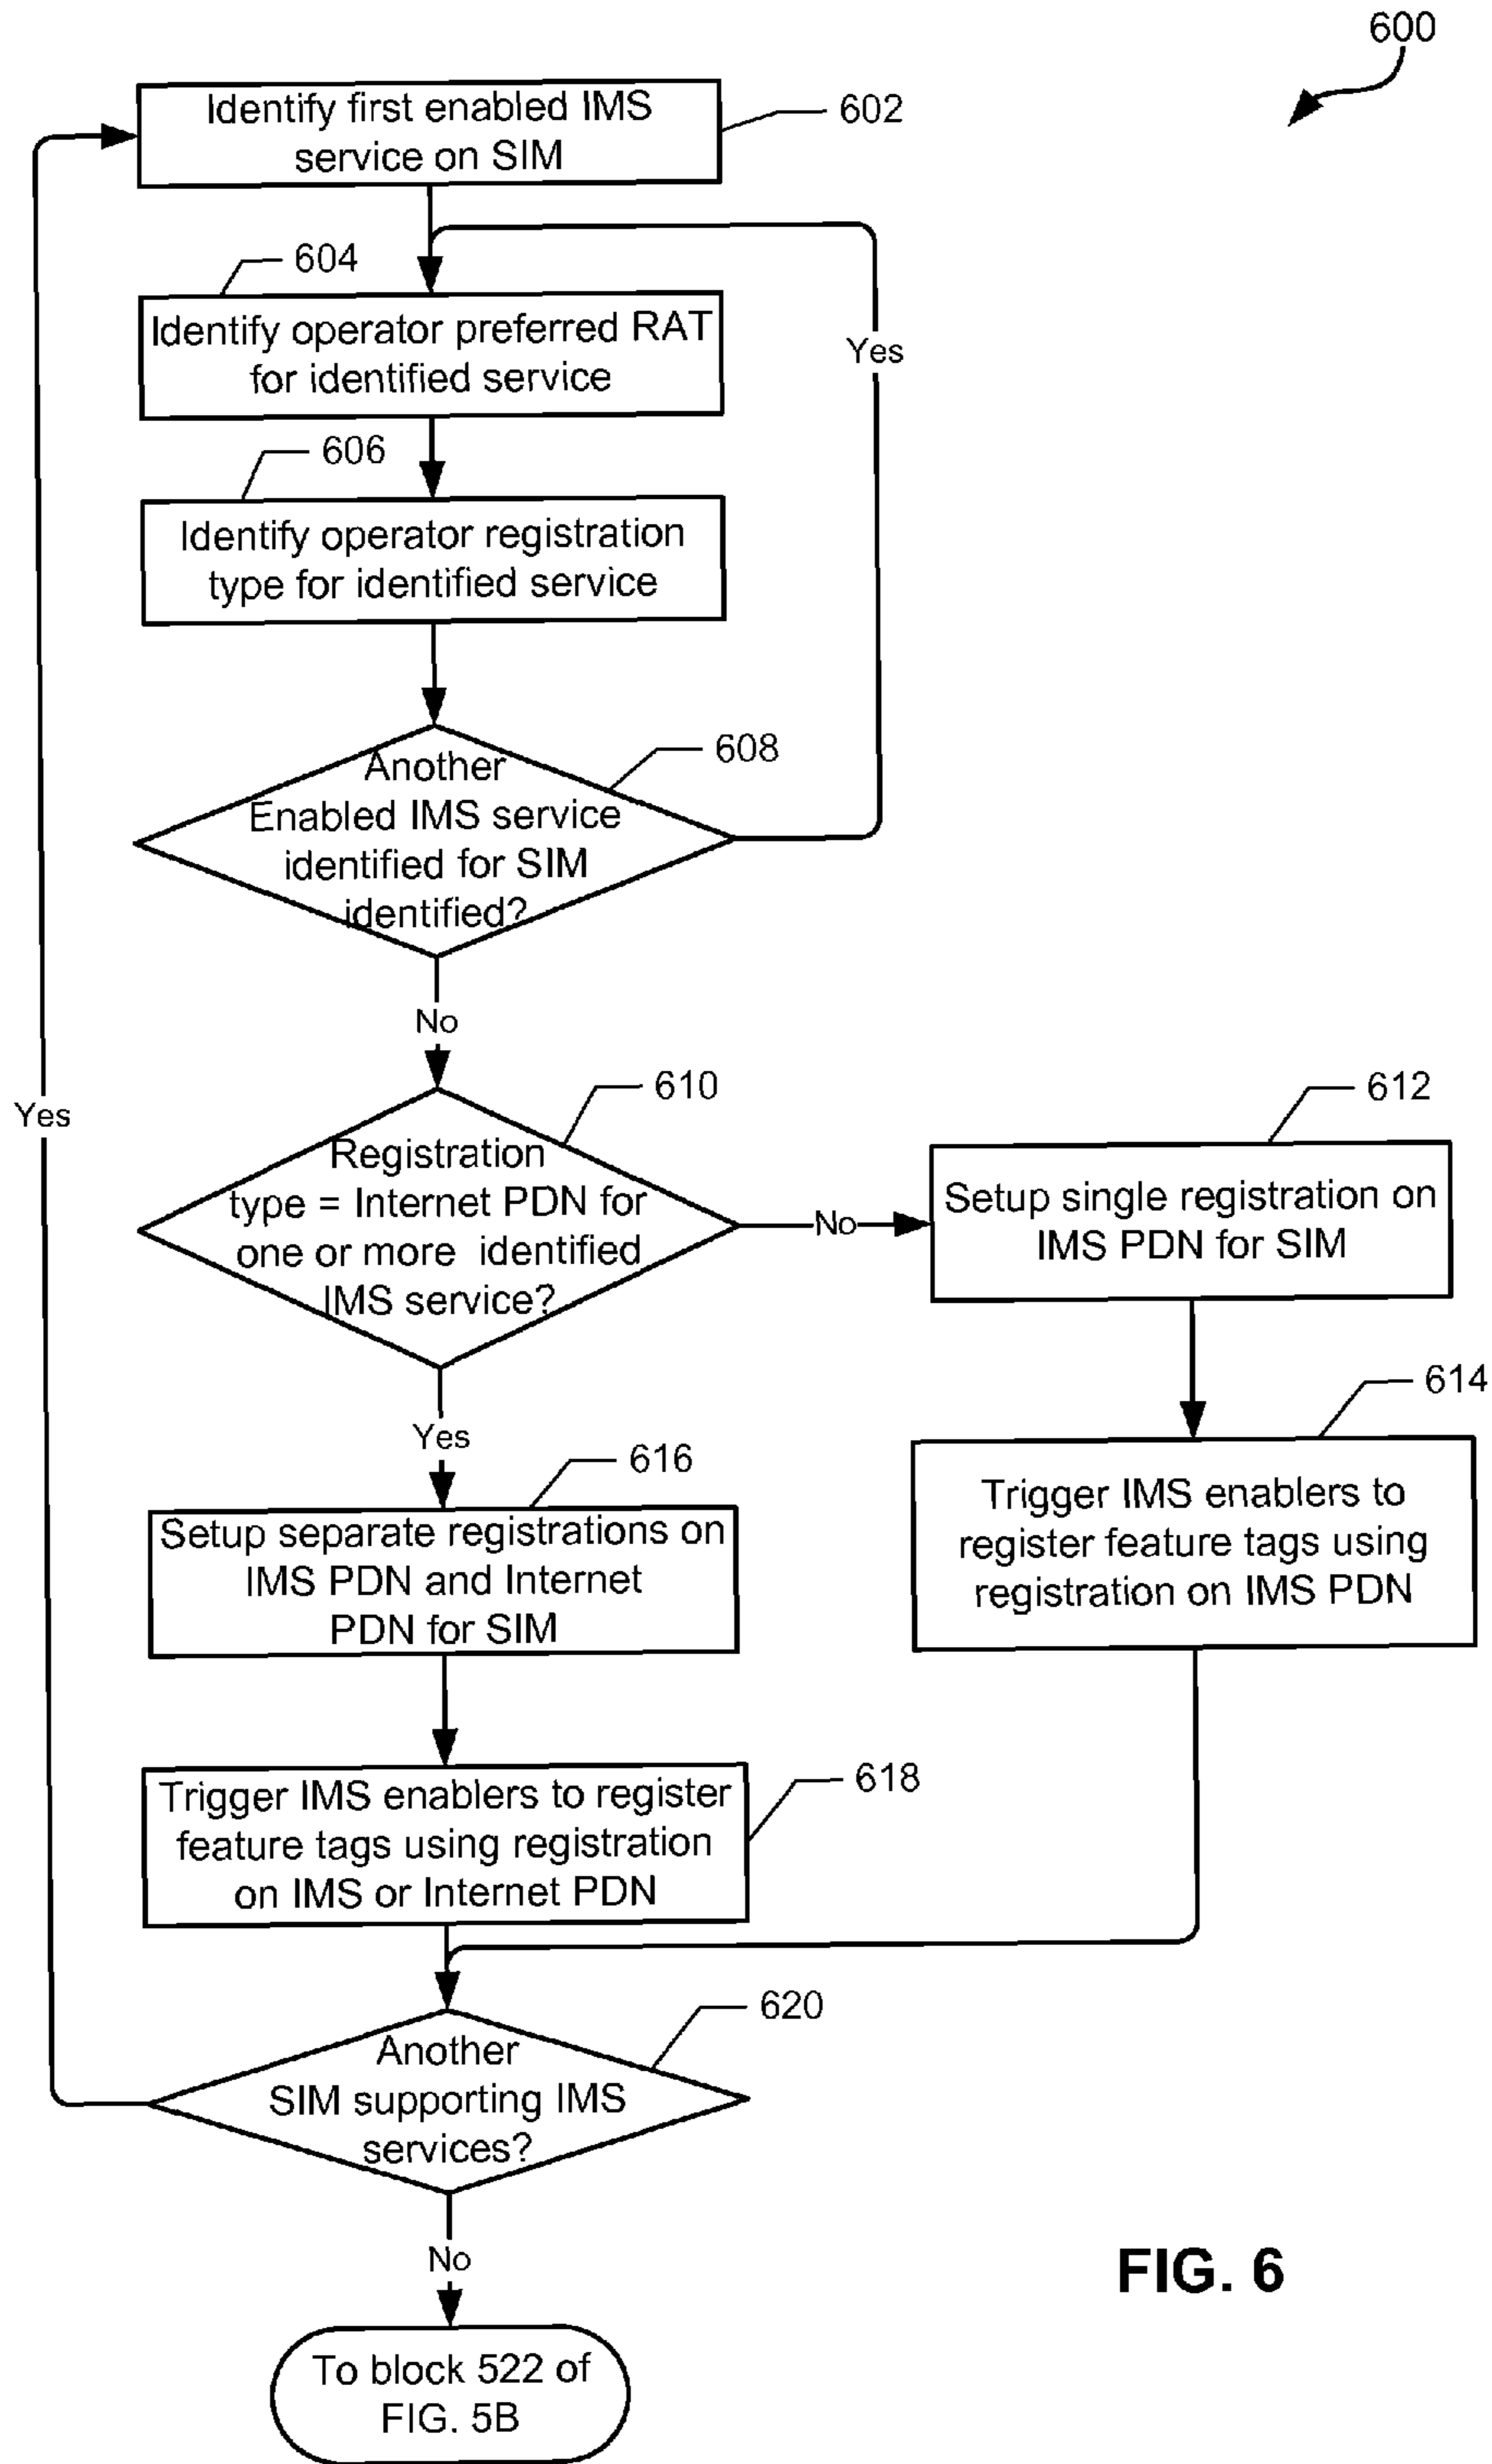 600
Identify first enabled IMS
service on SIM
602
604
Identify operator preferred RAT
for identified service
Yes
606
Identify operator registration
type for identified service
608
Another
Enabled IMS service
identified for SIM
identified?
No
Yes
610
Registration
type = Internet PDN for
one or more identified
IMS service?
No
612
Setup single registration on
IMS PDN for SIM
614
Trigger IMS enablers to
register feature tags using
registration on IMS PDN
Yes
616
Setup separate registrations on
IMS PDN and Internet
PDN for SIM
618
Trigger IMS enablers to register
feature tags using registration
on IMS or Internet PDN
620
Another
SIM supporting IMS
services?
No
To block 522 of
FIG. 5B
FIG. 6